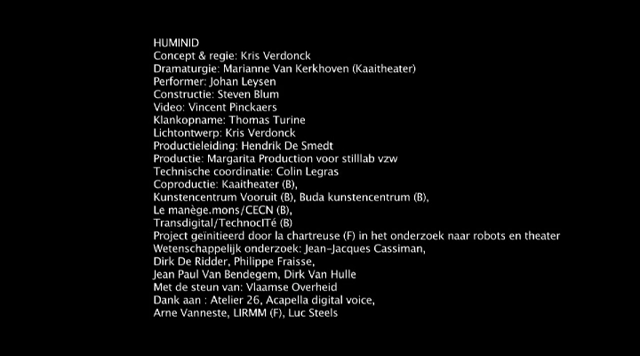 HUMINID
Concept & regie: Kris Verdonck
Dramaturgie: Marianne Van Kerkhoven (Kaaitheater)
Performer: Johan Leysen
Constructie: Steven Blum
Video: Vincent Pinckaers
Klankopname: Thomas Turine
Lichtontwerp: Kris Verdonck
Productieleiding: Hendrik De Smedt
Productie: Margarita Production voor stilllab vzw
Technische coordinatie: Colin Legras
Coproductie: Kaaitheater (B),
Kunstencentrum Vooruit (B), Buda kunstencentrum (B),
Le manège.mons/CECN (B),
Transdigital/TechnocITé (B)
Project geïnitieerd door la chartreuse (F) in het onderzoek naar robots en theater
Wetenschappelijk onderzoek: Jean-Jacques Cassiman,
Dirk De Ridder, Philippe Fraisse,
Jean Paul Van Bendegem, Dirk Van Hulle
Met de steun van: Vlaamse Overheid
Dank aan : Atelier 26, Acapella digital voice,
Arne Vanneste, LIRMM (F), Luc Steels